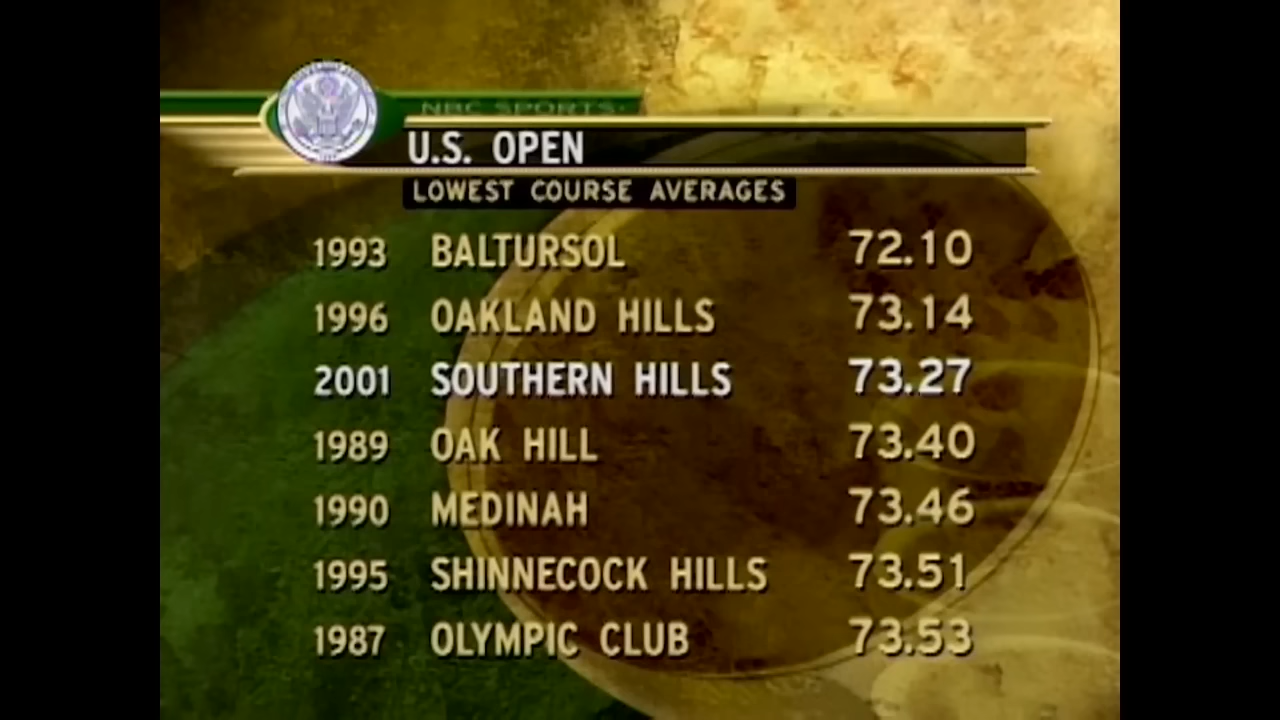 NBC SPORTS
U.S. OPEN
LOWEST COURSE AVERAGES
1993 BALTURSOL 72.10
1996 OAKLAND HILLS 73.14
2001 SOUTHERN HILLS 73.27
1989 OAK HILL 73.40
1990 MEDINAH 73.46
1995 SHINNECOCK HILLS 73.51
1987 OLYMPIC CLUB 73.53